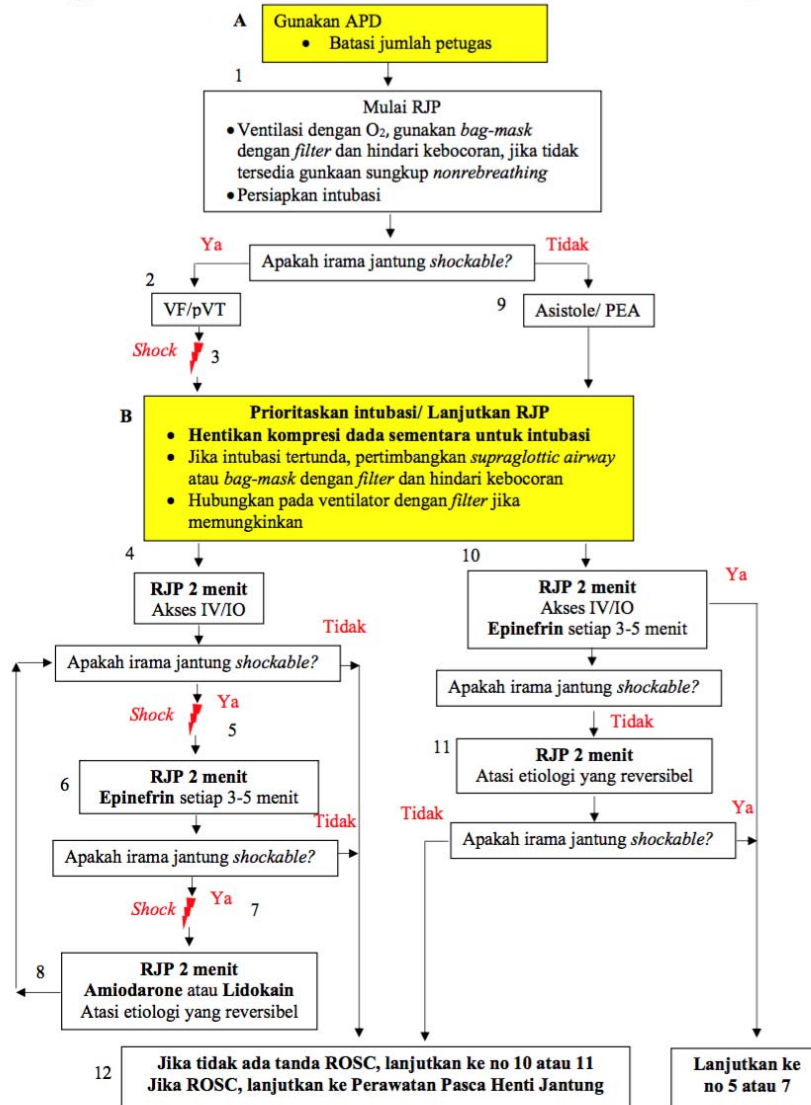 A
Gunakan APD
• Batasi jumlah petugas
1
Mulai RJP
• Ventilasi dengan O₂, gunakan bag-mask
dengan filter dan hindari kebocoran, jika tidak
tersedia gunkaan sungkup nonrebreathing
• Persiapkan intubasi
Ya
Apakah irama jantung shockable?
Tidak
2
VF/pVT
9
Asistole/ PEA
Shock
3
B
Prioritaskan intubasi/ Lanjutkan RJP
• Hentikan kompresi dada sementara untuk intubasi
• Jika intubasi tertunda, pertimbangkan supraglottic airway
atau bag-mask dengan filter dan hindari kebocoran
• Hubungkan pada ventilator dengan filter jika
memungkinkan
4
RJP 2 menit
Akses IV/IO
Tidak
Apakah irama jantung shockable?
Ya
Shock
5
6
RJP 2 menit
Epinefrin setiap 3-5 menit
Tidak
Apakah irama jantung shockable?
Ya
Shock
7
8
RJP 2 menit
Amiodarone atau Lidokain
Atasi etiologi yang reversibel
10
RJP 2 menit
Akses IV/IO
Epinefrin setiap 3-5 menit
Ya
Apakah irama jantung shockable?
Tidak
11
RJP 2 menit
Atasi etiologi yang reversibel
Tidak
Ya
Apakah irama jantung shockable?
12
Jika tidak ada tanda ROSC, lanjutkan ke no 10 atau 11
Jika ROSC, lanjutkan ke Perawatan Pasca Henti Jantung
Lanjutkan ke
no 5 atau 7